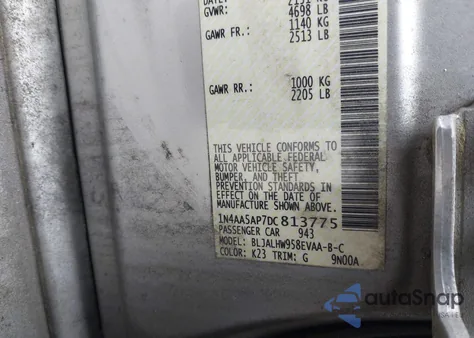 GVWR:
4698 LB
GAWR FR.:
1140 KG
2513 LB
GAWR RR.:
1000 KG
2205 LB
THIS VEHICLE CONFORMS TO
ALL APPLICABLE FEDERAL
MOTOR VEHICLE SAFETY,
BUMPER, AND THEFT
PREVENTION STANDARDS IN
EFFECT ON THE DATE OF
MANUFACTURE SHOWN ABOVE.
1N4AA5AP7DC813775
PASSENGER CAR 943
MODEL: BLJALHW958EVAA-B-C
COLOR: K23 TRIM: G 9N00A
autoSnap